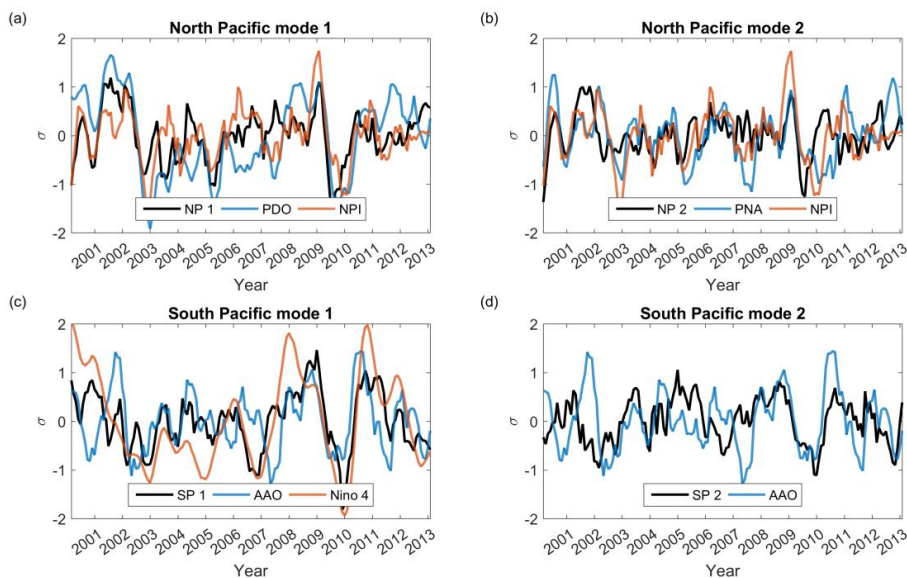 (a)
North Pacific mode 1
2
1
0
-1
-2
σ
NP 1 PDO NPI
2001 2002 2003 2004 2005 2006 2007 2008 2009 2010 2011 2012 2013
Year
(b)
North Pacific mode 2
2
1
0
-1
-2
σ
NP 2 PNA NPI
2001 2002 2003 2004 2005 2006 2007 2008 2009 2010 2011 2012 2013
Year
(c)
South Pacific mode 1
2
1
0
-1
-2
σ
SP 1 AAO Nino 4
2001 2002 2003 2004 2005 2006 2007 2008 2009 2010 2011 2012 2013
Year
(d)
South Pacific mode 2
2
1
0
-1
-2
σ
SP 2 AAO
2001 2002 2003 2004 2005 2006 2007 2008 2009 2010 2011 2012 2013
Year